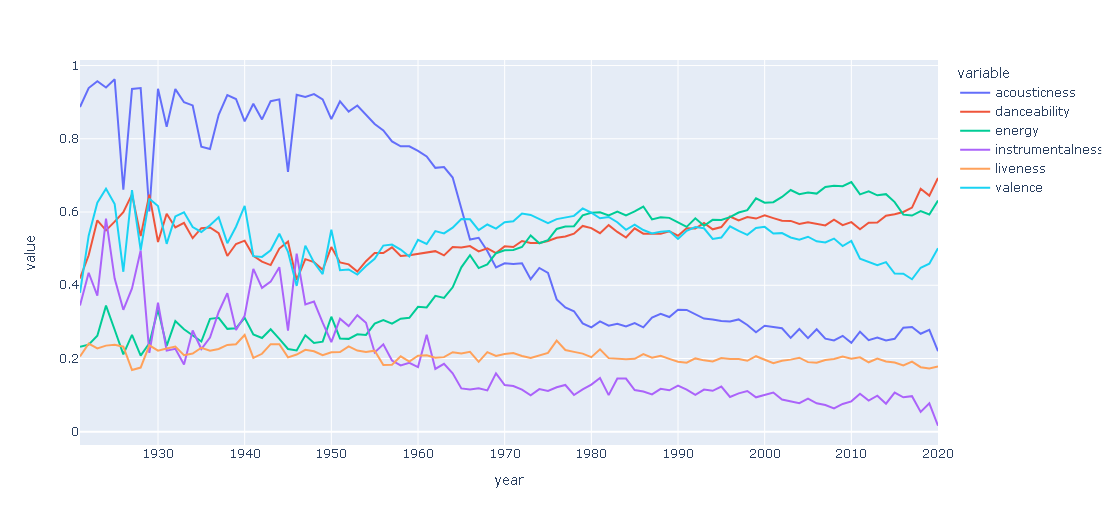 variable
acousticness
danceability
energy
instrumentalness
liveness
valence
value
1
0.8
0.6
0.4
0.2
0
1930
1940
1950
1960
1970
1980
1990
2000
2010
2020
year